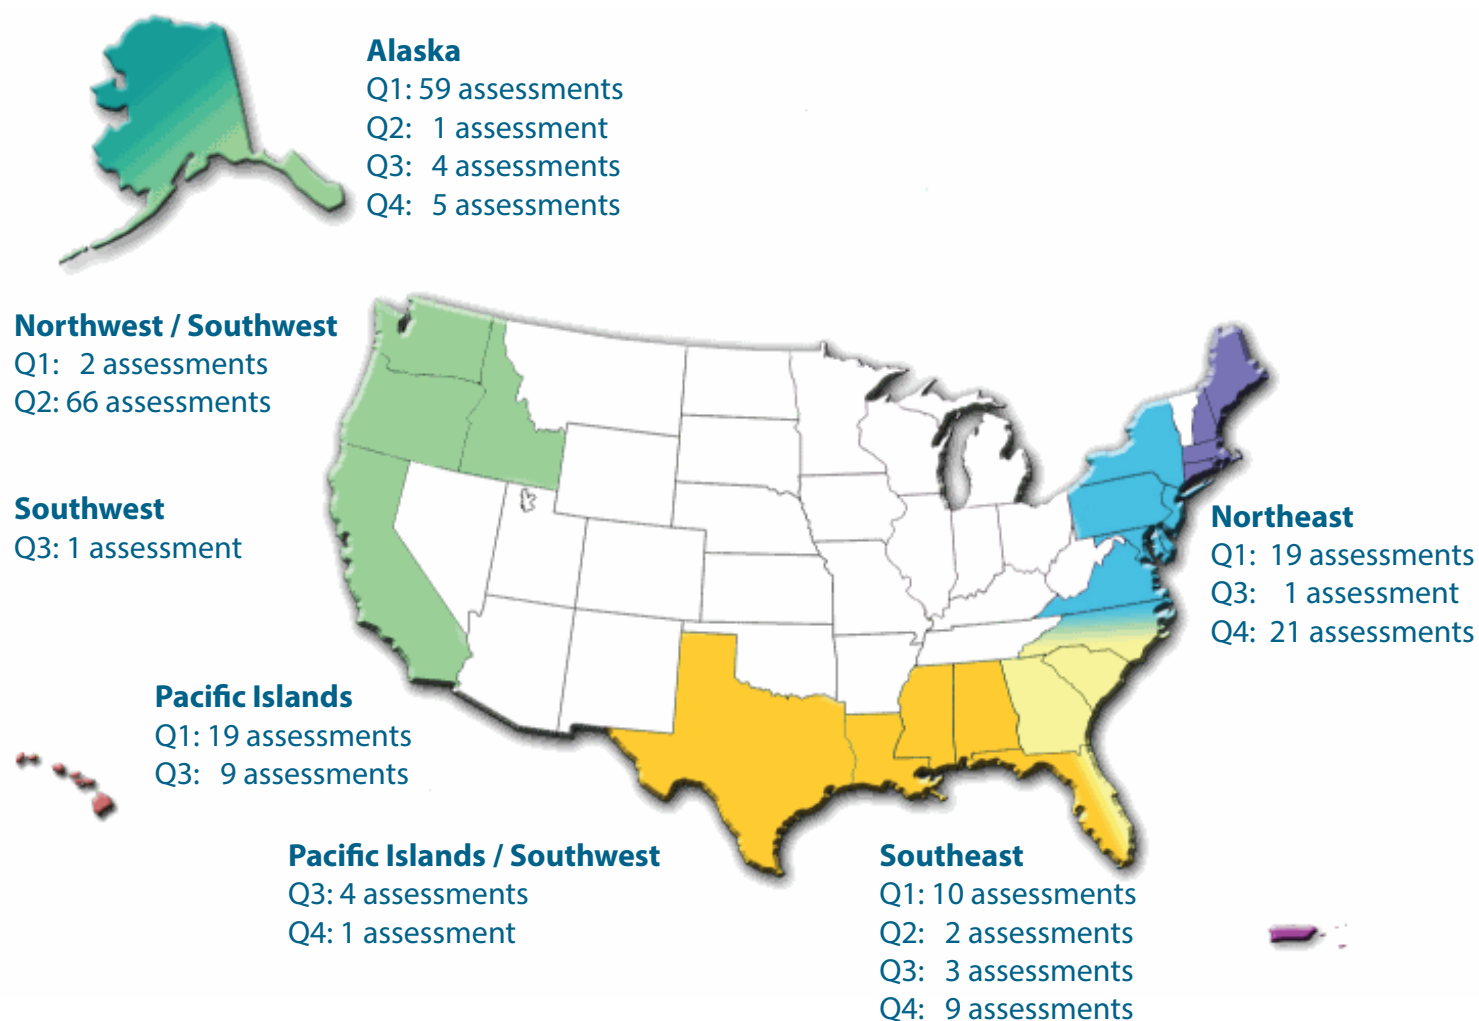 Alaska
Q1: 59 assessments
Q2: 1 assessment
Q3: 4 assessments
Q4: 5 assessments
Northwest / Southwest
Q1: 2 assessments
Q2: 66 assessments
Southwest
Q3: 1 assessment
Northeast
Q1: 19 assessments
Q3: 1 assessment
Q4: 21 assessments
Pacific Islands
Q1: 19 assessments
Q3: 9 assessments
Pacific Islands / Southwest
Q3: 4 assessments
Q4: 1 assessment
Southeast
Q1: 10 assessments
Q2: 2 assessments
Q3: 3 assessments
Q4: 9 assessments